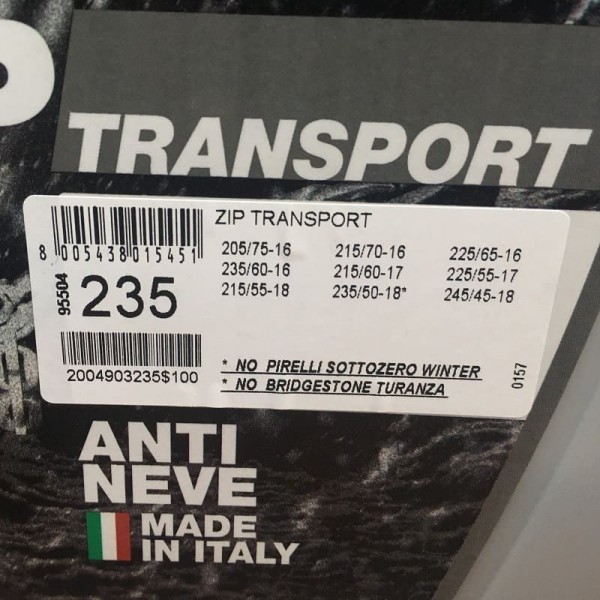 P
TRANSPORT
ZIP TRANSPORT
8 005438 015451
205/75-16 215/70-16 225/65-16
235/60-16 215/60-17 225/55-17
215/55-18 235/50-18* 245/45-18
95504
235
2004903235$100
* NO PIRELLI SOTTOZERO WINTER
* NO BRIDGESTONE TURANZA
0157
ANTI
NEVE
MADE
IN ITALY